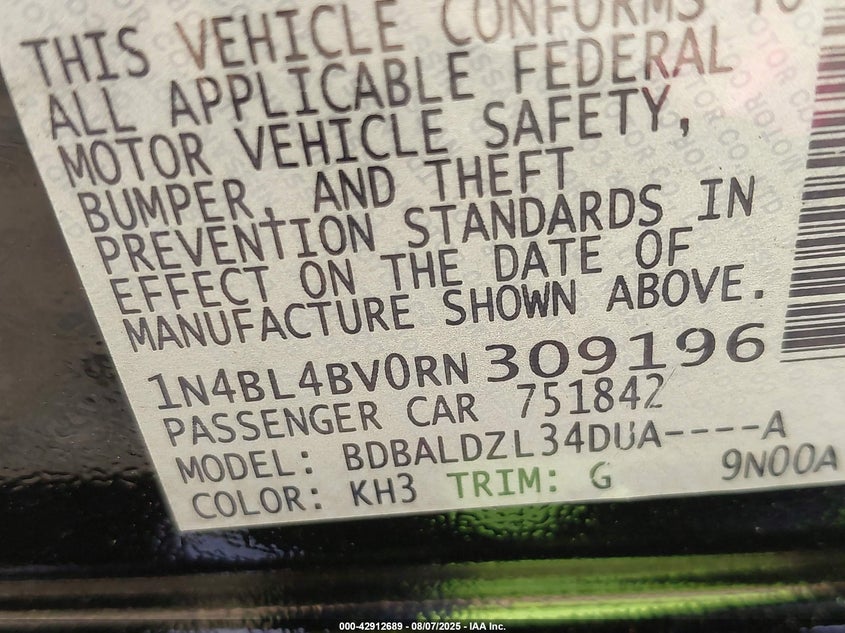 THIS VEHICLE CONFORMS TO
ALL APPLICABLE FEDERAL
MOTOR VEHICLE SAFETY,
BUMPER, AND THEFT
PREVENTION STANDARDS IN
EFFECT ON THE DATE OF
MANUFACTURE SHOWN ABOVE.
1N4BL4BV0RN 309196
PASSENGER CAR 751842
MODEL: BDBALDZL34DUA----A
COLOR: KH3 TRIM: G 9N00A
000-42912689 - 08/07/2025 - IAA Inc.